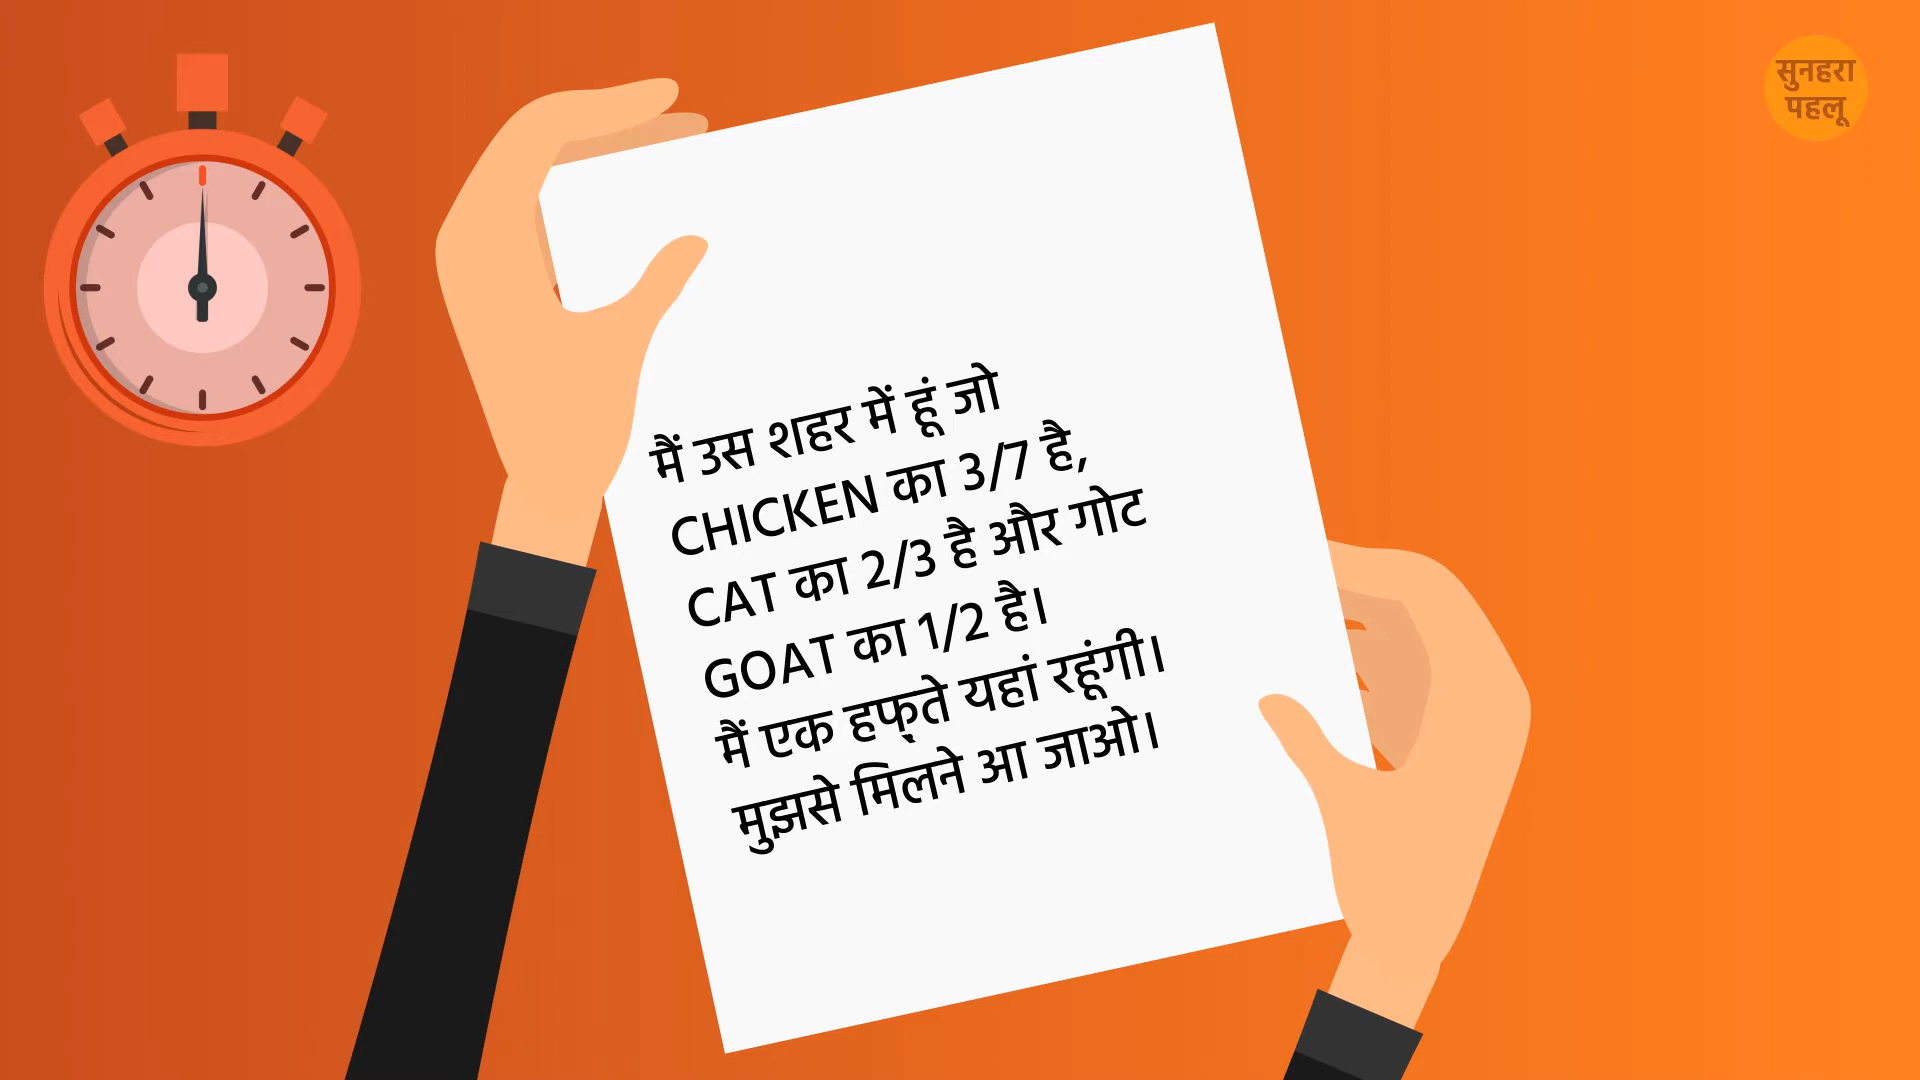 सुनहरा
पहलू
मैं उस शहर में हूं जो
CHICKEN का 3/7 है,
CAT का 2/3 है और गोट
GOAT का 1/2 है।
मैं एक हफ्ते यहां रहूंगी।
मुझसे मिलने आ जाओ।